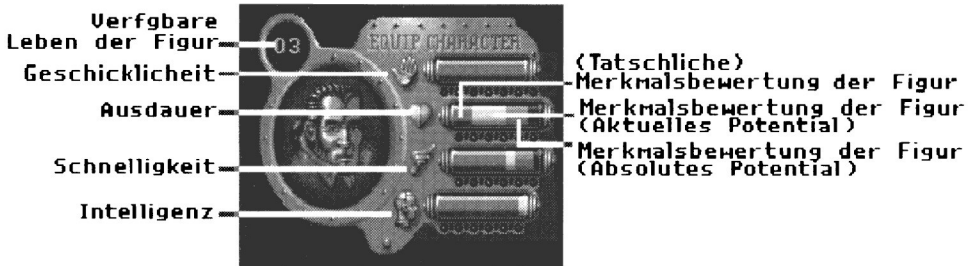 Verfgbare
Leben der Figur
03
EQUIP CHARACTER
Geschicklicheit
Ausdauer
Schnelligkeit
Intelligenz
(Tatschliche)
Merkmalsbewertung der Figur
Merkmalsbewertung der Figur
(Aktuelles Potential)
Merkmalsbewertung der Figur
(Absolutes Potential)